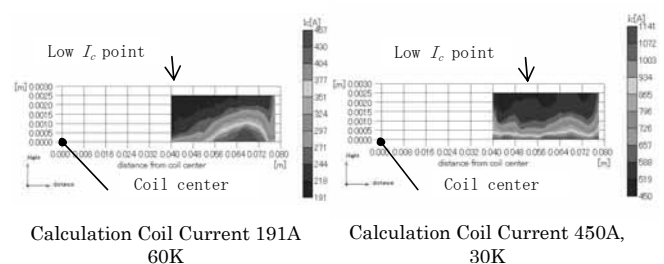 Low Ic point
Ic[A]
457
430
404
377
351
324
297
271
244
218
191
[m] 0.0030
0.0025
0.0020
0.0015
0.0010
0.0005
0.0000
0.000 0.008 0.016 0.024 0.032 0.040 0.048 0.056 0.064 0.072 0.080
distance from coil center [m]
distance
Coil center
Calculation Coil Current 191A
60K
Low Ic point
Ic[A]
1141
1072
1003
934
865
796
726
657
588
519
450
[m] 0.0030
0.0025
0.0020
0.0015
0.0010
0.0005
0.0000
0.000 0.008 0.016 0.024 0.032 0.040 0.048 0.056 0.064 0.072 0.080
distance from coil center [m]
distance
Coil center
Calculation Coil Current 450A,
30K